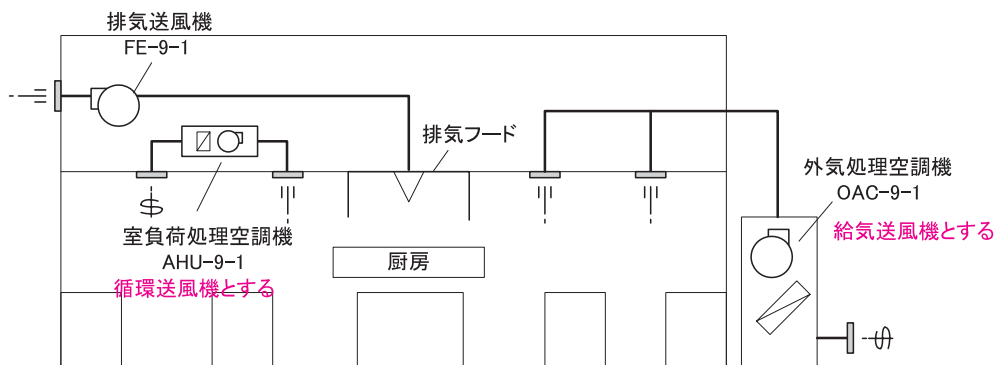 排気送風機
FE-9-1
排気フード
外気処理空調機
OAC-9-1
給気送風機とする
室負荷処理空調機
AHU-9-1
循環送風機とする
厨房